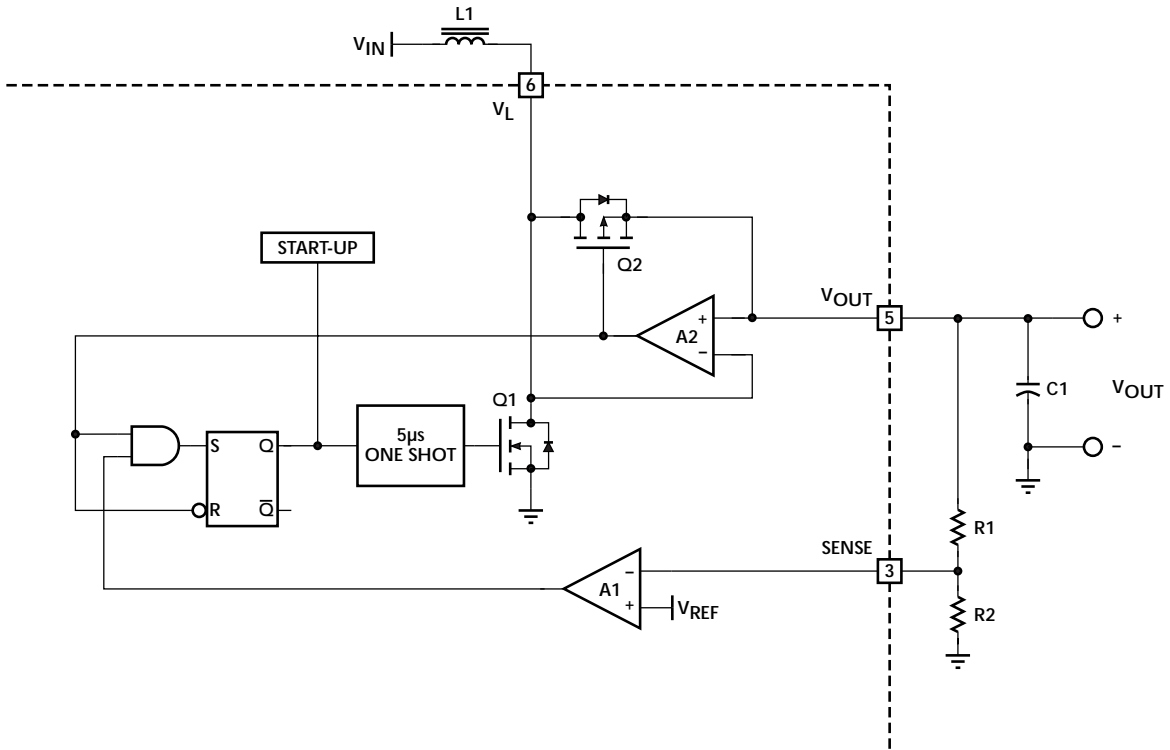 L1
VIN
6
VL
START-UP
Q2
VOUT
5
+
A2
+
−
C1
VOUT
Q1
5µs
ONE SHOT
S
Q
−
R
Q̅
R1
SENSE
3
−
A1
+
VREF
R2